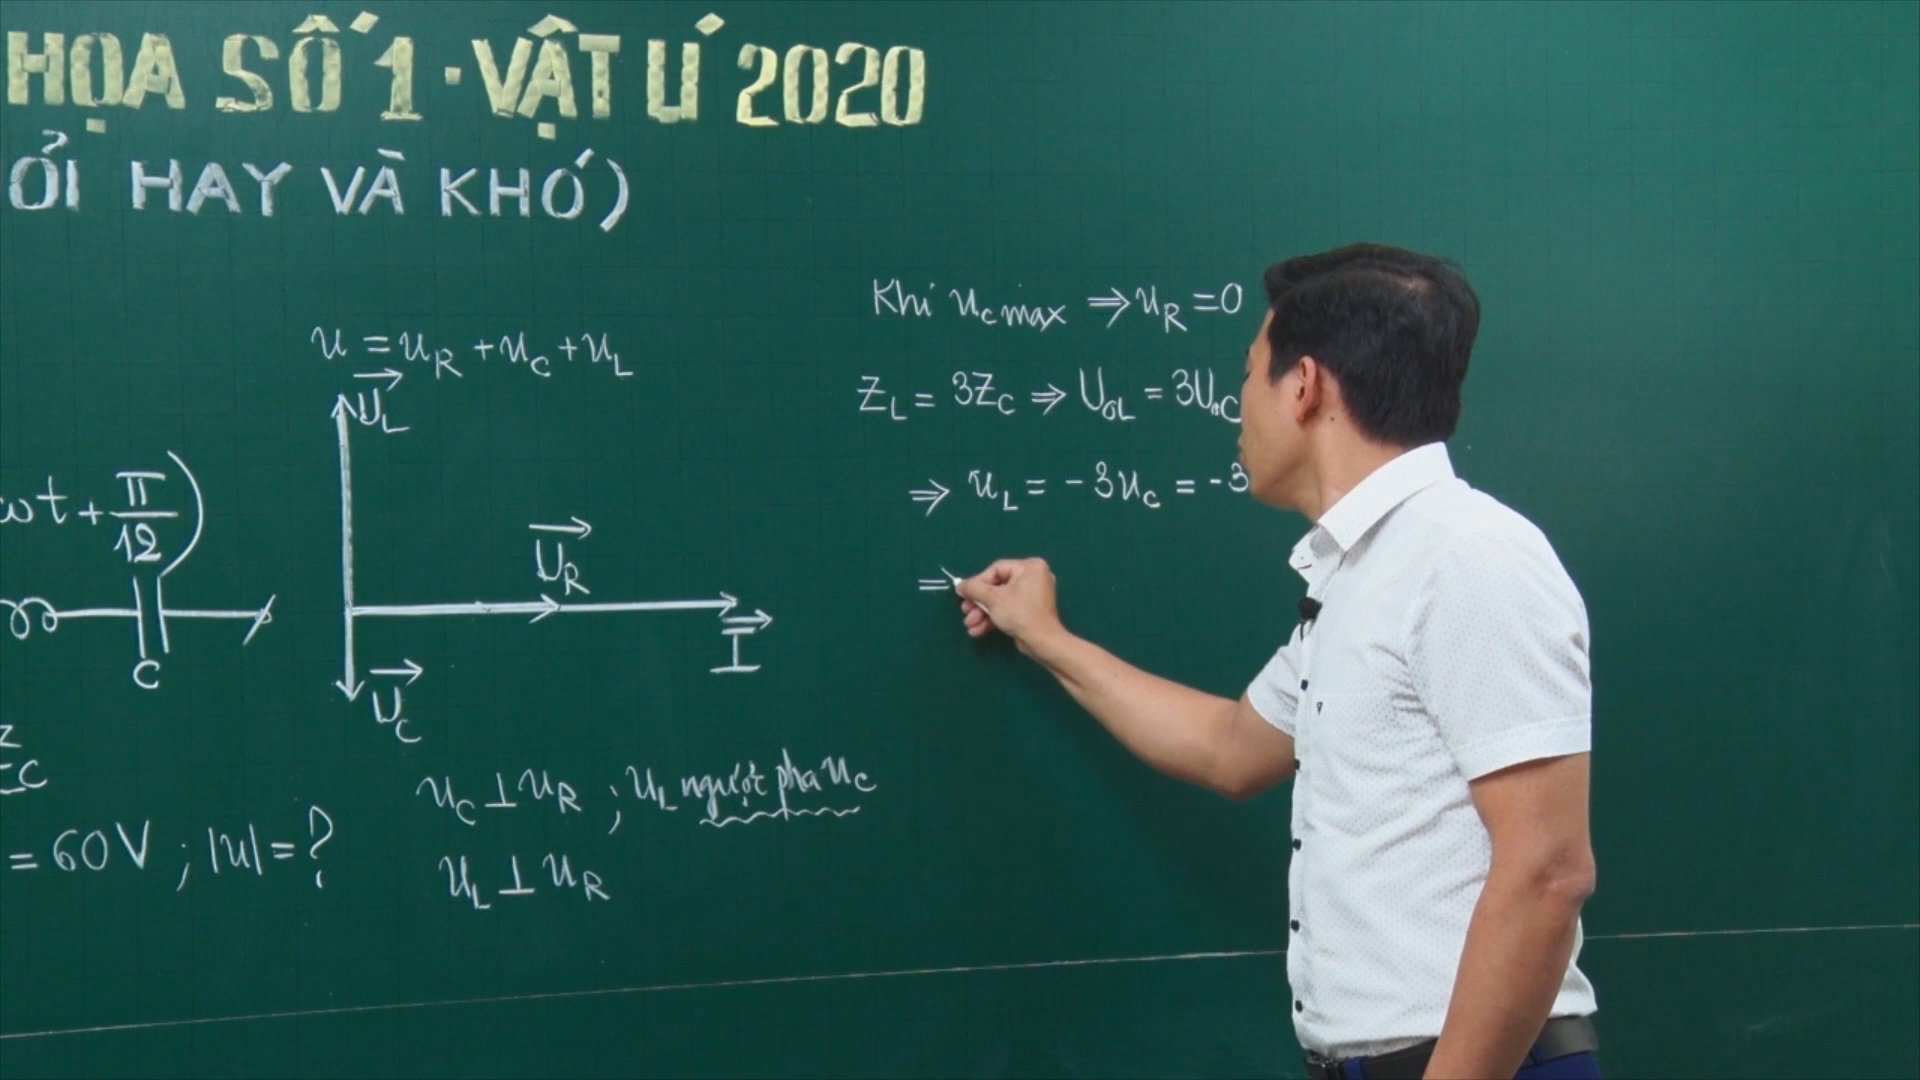 HỌA SỐ 1 · VẬT LÍ 2020
ỎI HAY VÀ KHÓ)
u = u_R + u_C + u_L
U_L
ωt + π/12)
U_R
I
C
U_C
C
= 60V ; |u| = ?
u_C ⊥ u_R ; u_L ngược pha u_C
u_L ⊥ u_R
Khi u_C max ⇒ u_R = 0
Z_L = 3Z_C ⇒ U_0L = 3U_0C
⇒ u_L = -3u_C = -3
=